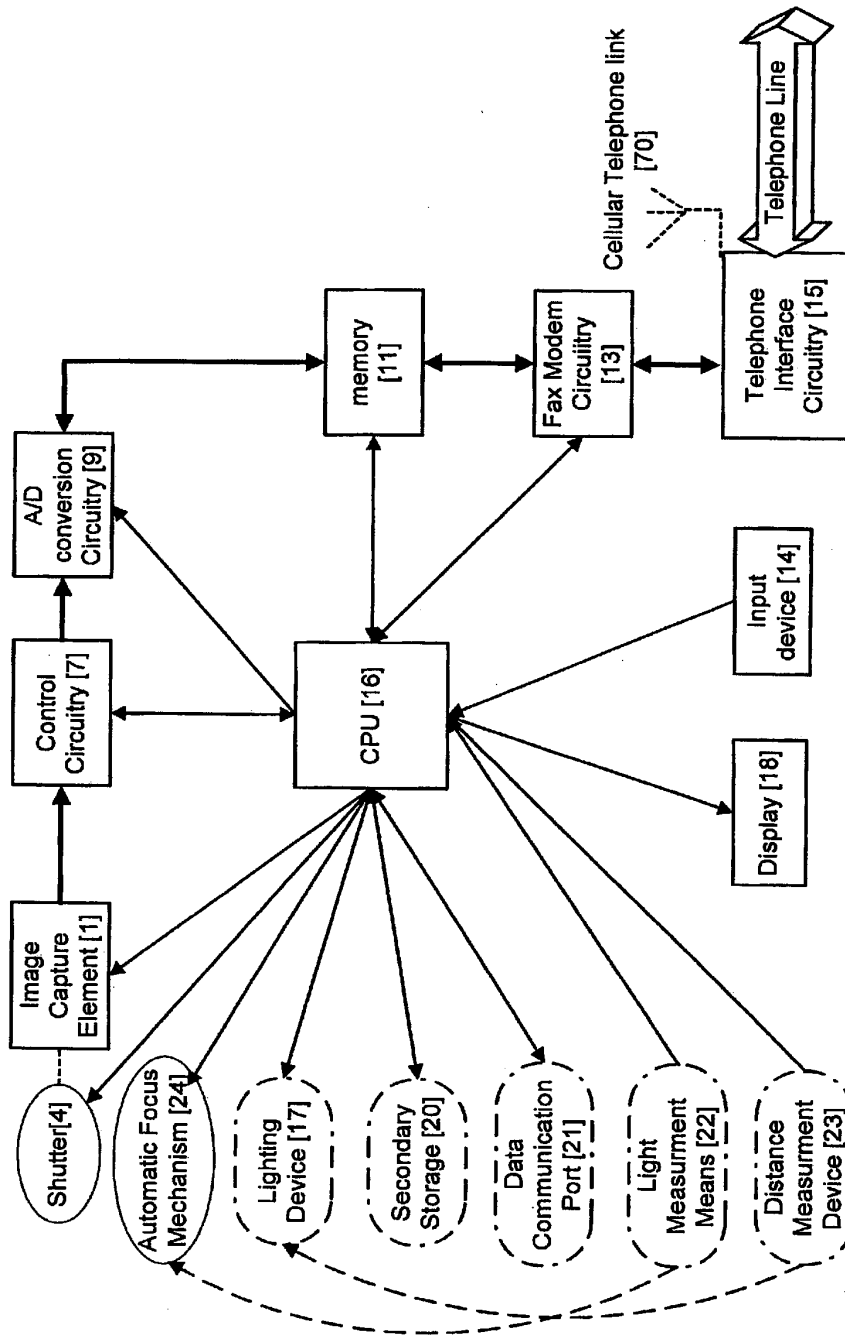 Shutter[4]
Image
Capture
Element [1]
Control
Circuitry [7]
A/D
conversion
Circuitry [9]
Automatic Focus
Mechanism [24]
Lighting
Device [17]
Secondary
Storage [20]
Data
Communication
Port [21]
Light
Measurment
Means [22]
Distance
Measurment
Device [23]
CPU [16]
memory
[11]
Fax Modem
Circuiitry
[13]
Display [18]
Input
device [14]
Telephone
Interface
Circuitry [15]
Cellular Telephone link
[70]
Telephone Line